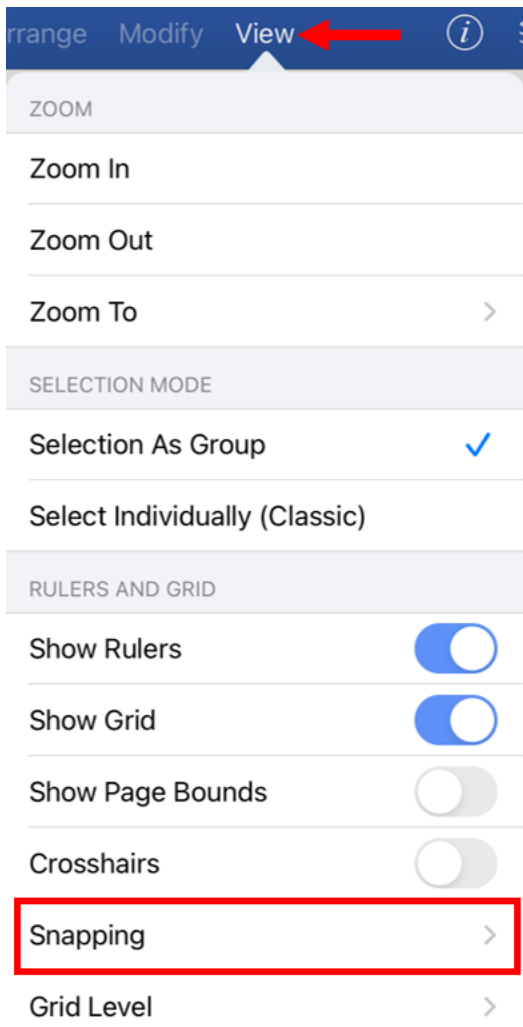 rrange Modify View i
ZOOM
Zoom In
Zoom Out
Zoom To
SELECTION MODE
Selection As Group
Select Individually (Classic)
RULERS AND GRID
Show Rulers
Show Grid
Show Page Bounds
Crosshairs
Snapping
Grid Level